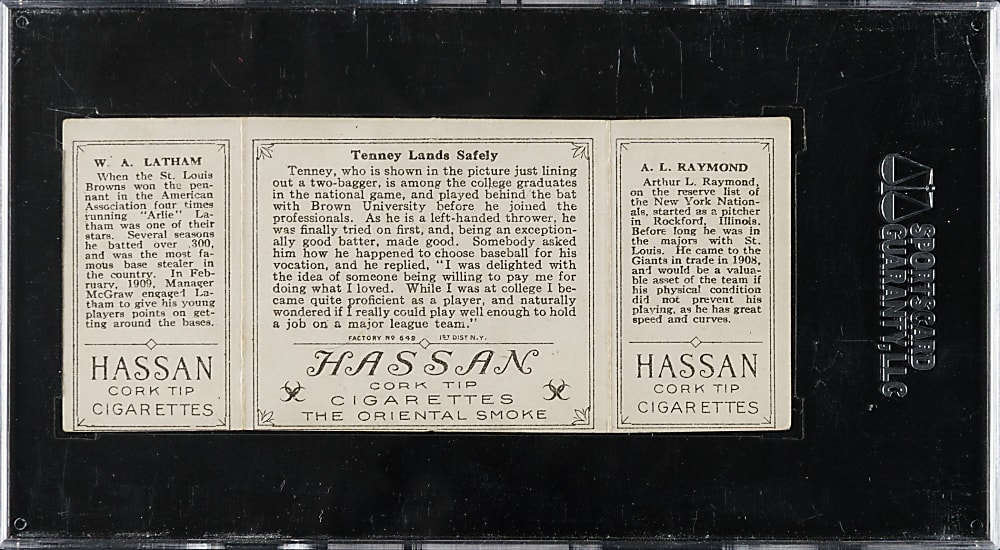 W. A. LATHAM
When the St. Louis
Browns won the pen-
nant in the American
Association four times
running "Arlie" La-
tham was one of their
stars. Several seasons
he batted over .300,
and was the most fa-
mous base stealer in
the country. In Feb-
ruary, 1909, Manager
McGraw engaged La-
tham to give his young
players points on get-
ting around the bases.
HASSAN
CORK TIP
CIGARETTES
Tenney Lands Safely
Tenney, who is shown in the picture just lining
out a two-bagger, is among the college graduates
in the national game, and played behind the bat
with Brown University before he joined the
professionals. As he is a left-handed thrower, he
was finally tried on first, and, being an exception-
ally good batter, made good. Somebody asked
him how he happened to choose baseball for his
vocation, and he replied, "I was delighted with
the idea of someone being willing to pay me for
doing what I loved. While I was at college I be-
came quite proficient as a player, and naturally
wondered if I really could play well enough to hold
a job on a major league team."
FACTORY No 649 1ST DIST N.Y.
HASSAN
CORK TIP
CIGARETTES
THE ORIENTAL SMOKE
A. L. RAYMOND
Arthur L. Raymond,
on the reserve list of
the New York Nation-
als, started as a pitcher
in Rockford, Illinois.
Before long he was in
the majors with St.
Louis. He came to the
Giants in trade in 1908,
and would be a valua-
ble asset of the team if
his physical condition
did not prevent his
playing, as he has great
speed and curves.
HASSAN
CORK TIP
CIGARETTES
SPORTSCARD
GUARANTY, LLC